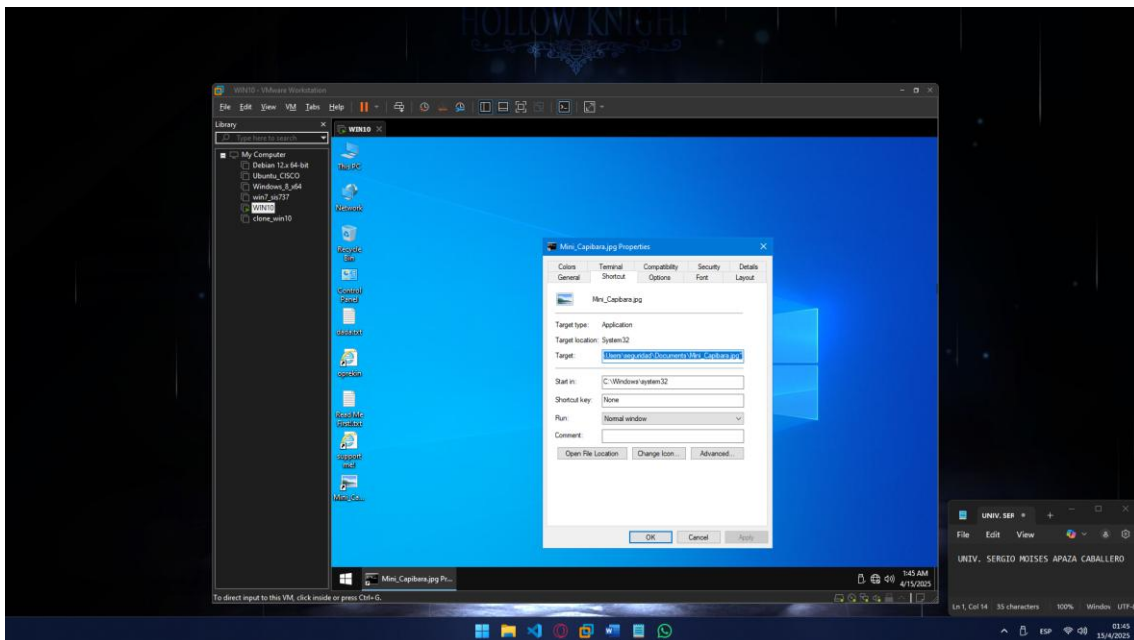 HOLLOW KNIGHT
WIN10 - VMware Workstation
File Edit View VM Tabs Help
Library
Type here to search
WIN10
My Computer
Debian 12.x 64-bit
Ubuntu_CISCO
Windows_8_x64
win7_sis737
WIN10
clone_win10
This PC
Network
Recycle
Bin
Control
Panel
Read Me
support
me!
Mini_Ca...
Mini_Capibara.jpg Properties
Colors Terminal Compatibility Security Details
General Shortcut Options Font Layout
Mini_Capibara.jpg
Target type: Application
Target location: System32
Target: \Users\seguridad\Documents\Mini_Capibara.jpg"
Start in: C:\Windows\system32
Shortcut key: None
Run: Normal window
Comment:
Open File Location Change Icon... Advanced...
OK Cancel Apply
Mini_Capibara.jpg Pr...
1:45 AM
4/15/2025
To direct input to this VM, click inside or press Ctrl+G.
UNIV. SER
File Edit View
UNIV. SERGIO MOISES APAZA CABALLERO
Ln 1, Col 14 35 characters 100% Window UTF-
ESP
01:45
15/4/2025